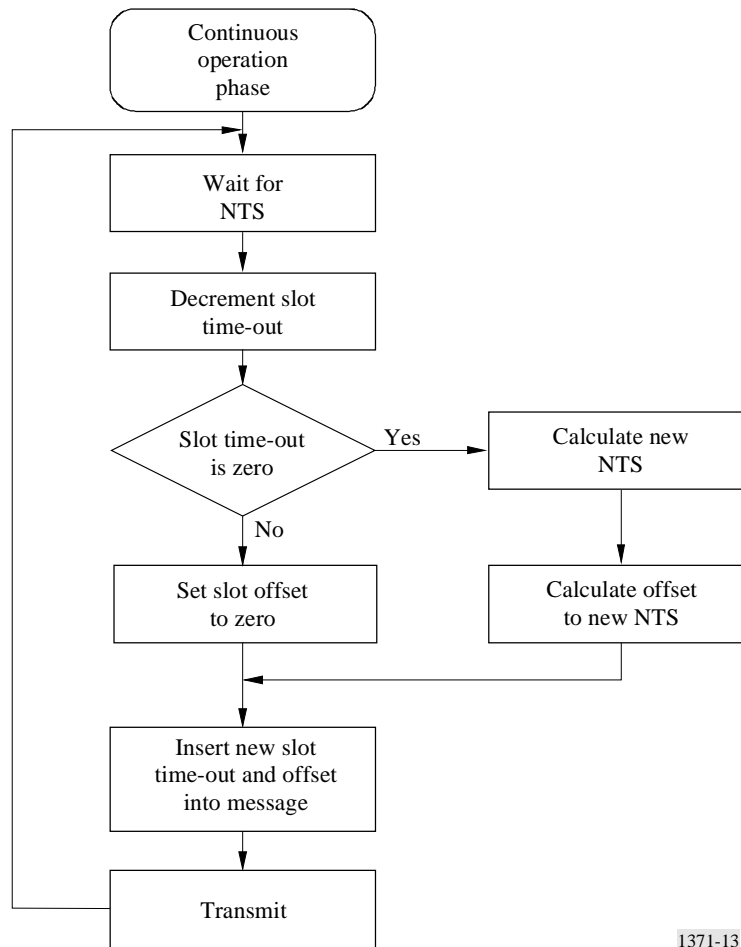 Continuous
operation
phase
Wait for
NTS
Decrement slot
time-out
Slot time-out
is zero
Yes
Calculate new
NTS
No
Set slot offset
to zero
Calculate offset
to new NTS
Insert new slot
time-out and offset
into message
Transmit
1371-13